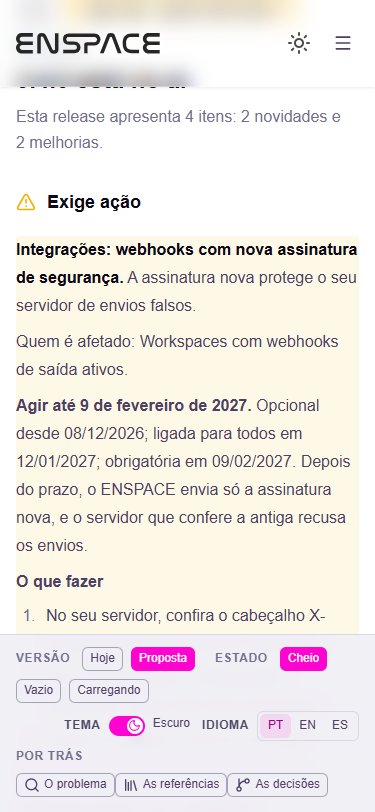 ENSPACE
Esta release apresenta 4 itens: 2 novidades e
2 melhorias.
Exige ação
Integrações: webhooks com nova assinatura
de segurança. A assinatura nova protege o seu
servidor de envios falsos.
Quem é afetado: Workspaces com webhooks
de saída ativos.
Agir até 9 de fevereiro de 2027. Opcional
desde 08/12/2026; ligada para todos em
12/01/2027; obrigatória em 09/02/2027. Depois
do prazo, o ENSPACE envia só a assinatura
nova, e o servidor que confere a antiga recusa
os envios.
O que fazer
1. No seu servidor, confira o cabeçalho X-
VERSÃO Hoje Proposta ESTADO Cheio
Vazio Carregando
TEMA Escuro IDIOMA PT EN ES
POR TRÁS
O problema As referências As decisões